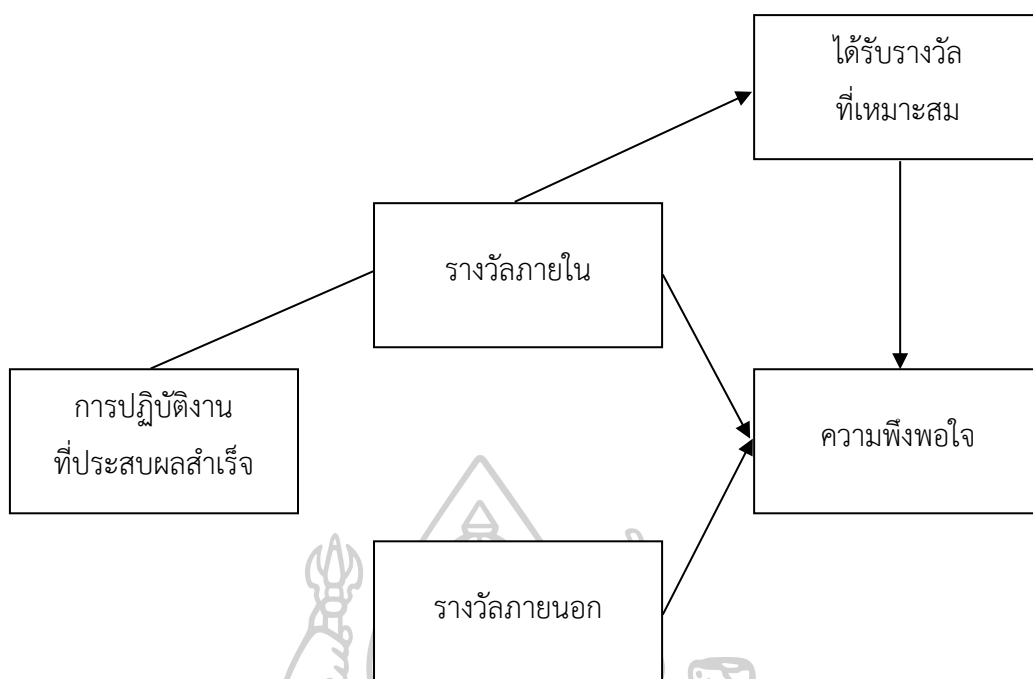 ได้รับรางวัล
ที่เหมาะสม
รางวัลภายใน
การปฏิบัติงาน
ที่ประสบผลสำเร็จ
ความพึงพอใจ
รางวัลภายนอก